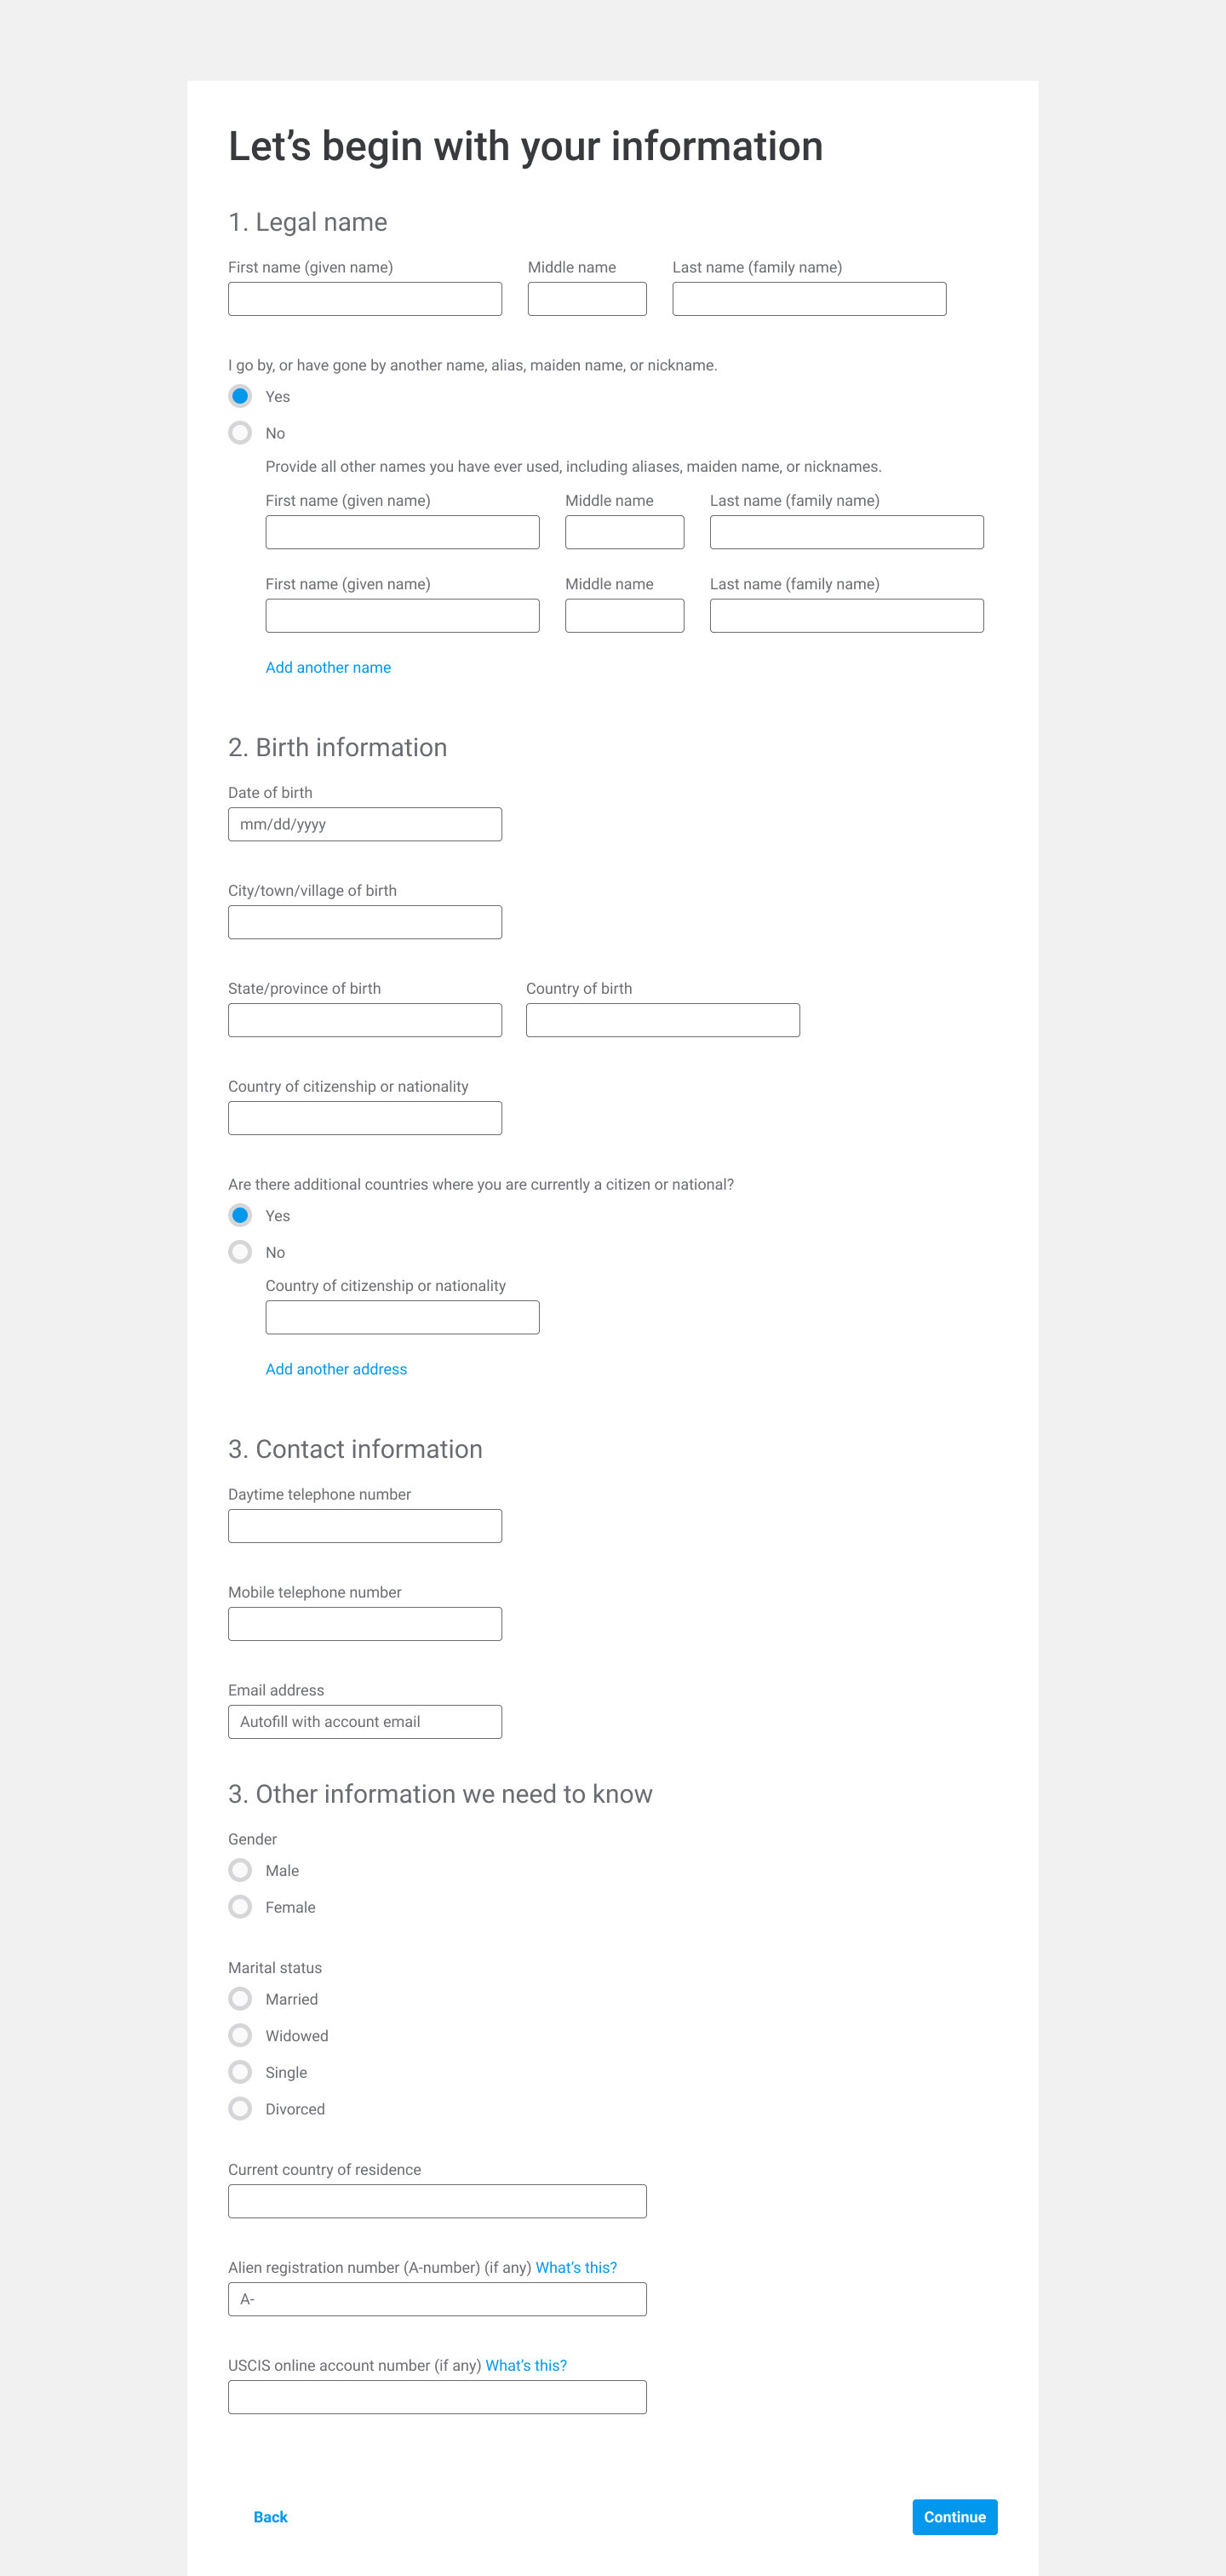 Let’s begin with your information
1. Legal name
First name (given name) Middle name Last name (family name)
I go by, or have gone by another name, alias, maiden name, or nickname.
Yes
No
Provide all other names you have ever used, including aliases, maiden name, or nicknames.
First name (given name) Middle name Last name (family name)
First name (given name) Middle name Last name (family name)
Add another name
2. Birth information
Date of birth
mm/dd/yyyy
City/town/village of birth
State/province of birth Country of birth
Country of citizenship or nationality
Are there additional countries where you are currently a citizen or national?
Yes
No
Country of citizenship or nationality
Add another address
3. Contact information
Daytime telephone number
Mobile telephone number
Email address
Autofill with account email
3. Other information we need to know
Gender
Male
Female
Marital status
Married
Widowed
Single
Divorced
Current country of residence
Alien registration number (A-number) (if any) What’s this?
A-
USCIS online account number (if any) What’s this?
Back Continue